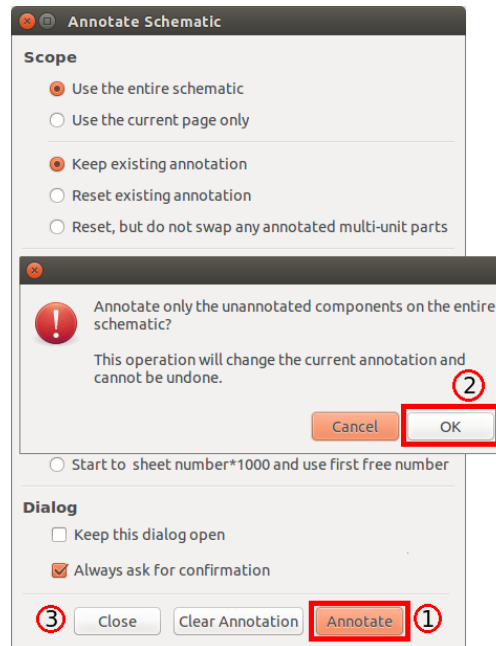 Annotate Schematic
Scope
Use the entire schematic
Use the current page only
Keep existing annotation
Reset existing annotation
Reset, but do not swap any annotated multi-unit parts
Annotate only the unannotated components on the entire
schematic?
This operation will change the current annotation and
cannot be undone.
2
Cancel OK
Start to sheet number*1000 and use first free number
Dialog
Keep this dialog open
Always ask for confirmation
3 Close Clear Annotation Annotate 1